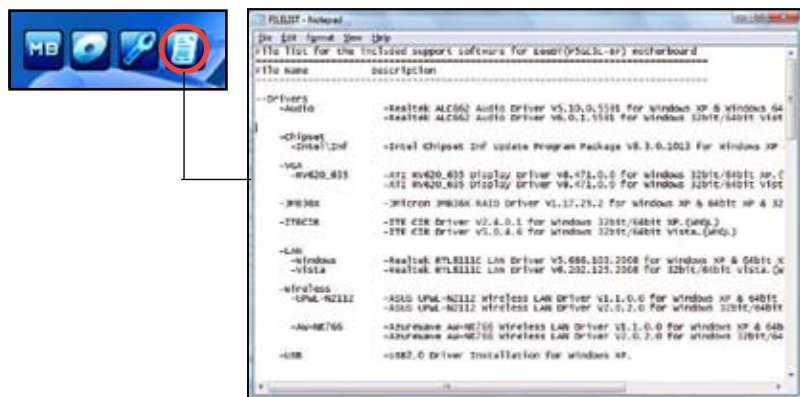 MB
FILELIST - Notepad
File Edit Format View Help
File list for the included support software for (P5GC5L-XP) motherboard
File Name Description
--Drivers
-Audio -Realtek ALC662 Audio Driver V5.10.0.5591 for Windows XP & Windows 64
-Realtek ALC662 Audio Driver V6.0.1.5591 for Windows 32bit/64bit Vist
-Chipset
-Intel\Inf -Intel Chipset Inf Update Program Package V8.3.0.1013 for Windows XP
-VGA
-RV620_635 -ATI RV620_635 Display Driver V8.471.0.0 for Windows 32bit/64bit XP.(
-ATI RV620_635 Display Driver V8.471.0.0 for Windows 32bit/64bit Vist
-JMB36X -JMicron JMB36X RAID Driver V1.17.25.2 for Windows XP & 64bit XP & 32
-ITECIR -ITE CIR Driver V2.4.0.1 for Windows 32bit/64bit XP.(WHQL)
-ITE CIR Driver V5.0.4.6 for Windows 32bit/64bit Vista.(WHQL)
-LAN
-Windows -Realtek RTL8111C LAN Driver V5.686.103.2008 for Windows XP & 64bit X
-Vista -Realtek RTL8111C LAN Driver V6.202.125.2008 for 32bit/64bit Vista.(W
-Wireless
-UPWL-N2112 -ASUS UPWL-N2112 Wireless LAN Driver V1.1.0.0 for Windows XP & 64bit
-ASUS UPWL-N2112 Wireless LAN Driver V2.0.2.0 for Windows 32bit/64bit
-AW-NE766 -Azurewave AW-NE766 Wireless LAN Driver V1.1.0.0 for Windows XP & 64b
-Azurewave AW-NE766 Wireless LAN Driver V2.0.2.0 for Windows 32bit/64
-USB -USB2.0 Driver Installation for Windows XP.